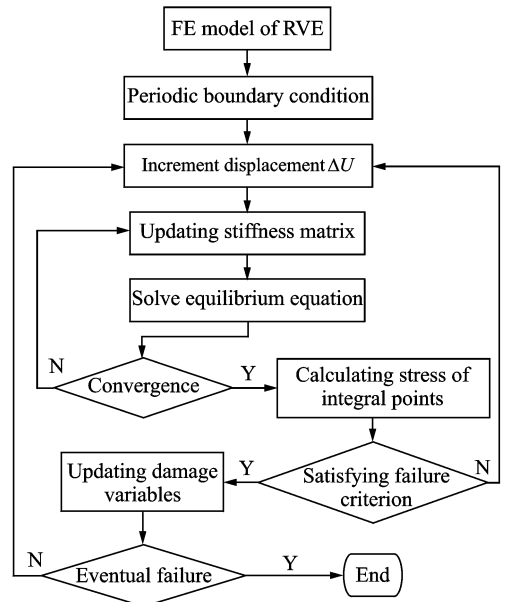 FE model of RVE
Periodic boundary condition
Increment displacement ΔU
Updating stiffness matrix
Solve equilibrium equation
N
Convergence
Y
Calculating stress of
integral points
Updating damage
variables
Y
Satisfying failure
criterion
N
N
Eventual failure
Y
End